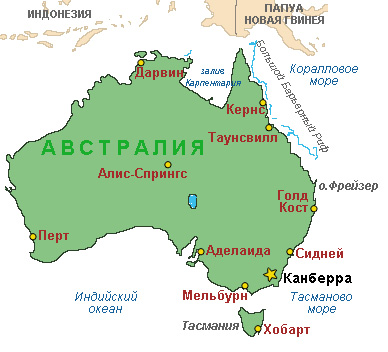 ИНДОНЕЗИЯ
ПАПУА
НОВАЯ ГВИНЕЯ
Дарвин
залив
Карпентария
Большой Барьерный Риф
Коралловое
море
Кернс
Таунсвилл
АВСТРАЛИЯ
Алис-Спрингс
о.Фрейзер
Голд
Кост
Перт
Аделаида
Сидней
Канберра
Мельбурн
Индийский
океан
Тасманово
море
Тасмания
Хобарт